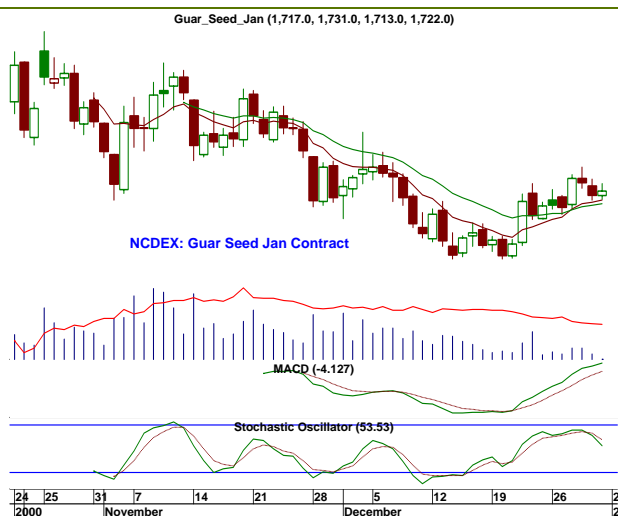 Guar_Seed_Jan (1,717.0, 1,731.0, 1,713.0, 1,722.0)
NCDEX: Guar Seed Jan Contract
MACD (-4.127)
Stochastic Oscillator (53.53)
24 25 31 7 14 21 28 5 12 19 26 2
2000 November December 2